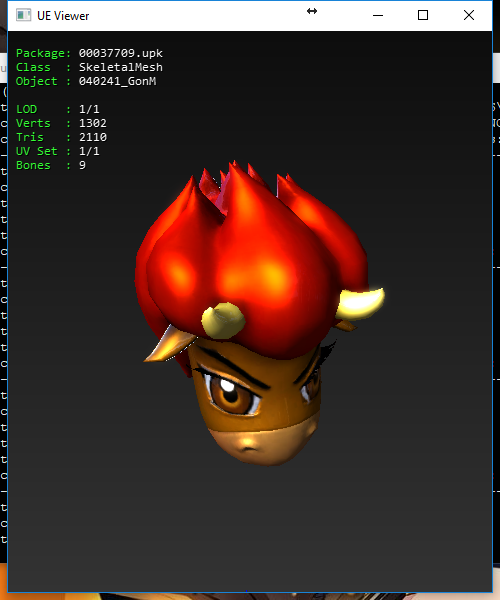 UE Viewer
Package: 00037709.upk
Class : SkeletalMesh
Object : 040241_GonM
LOD : 1/1
Verts : 1302
Tris : 2110
UV Set : 1/1
Bones : 9